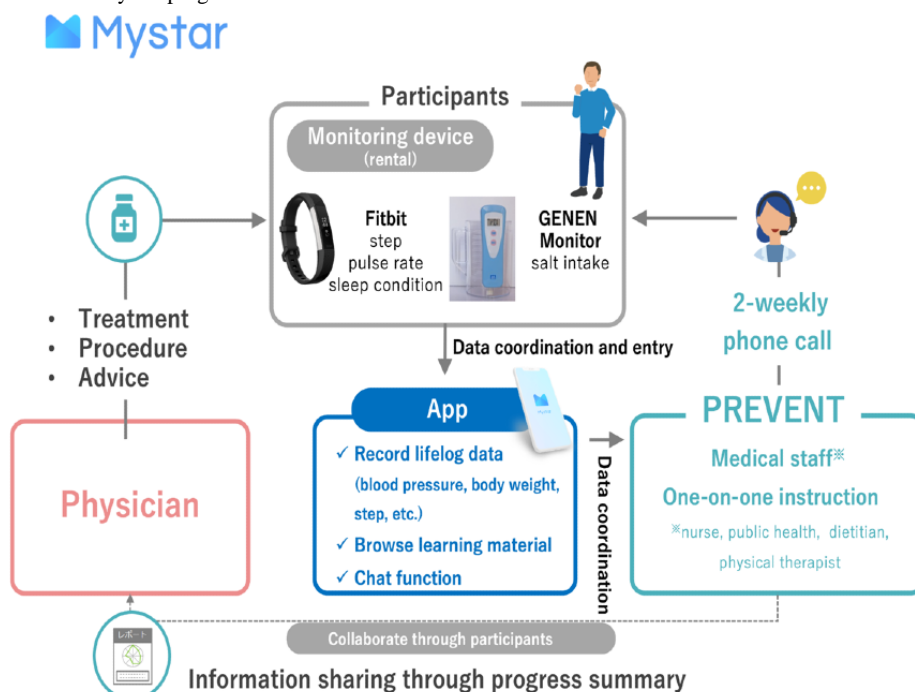 Mystar
Participants
Monitoring device
(rental)
Fitbit
step
pulse rate
sleep condition
GENEN
Monitor
salt intake
• Treatment
• Procedure
• Advice
2-weekly
phone call
Data coordination and entry
App
Mystar
✓ Record lifelog data
(blood pressure, body weight,
step, etc.)
✓ Browse learning material
✓ Chat function
Data coordination
PREVENT
Medical staff※
One-on-one instruction
※nurse, public health, dietitian,
physical therapist
Physician
レポート
Collaborate through participants
Information sharing through progress summary